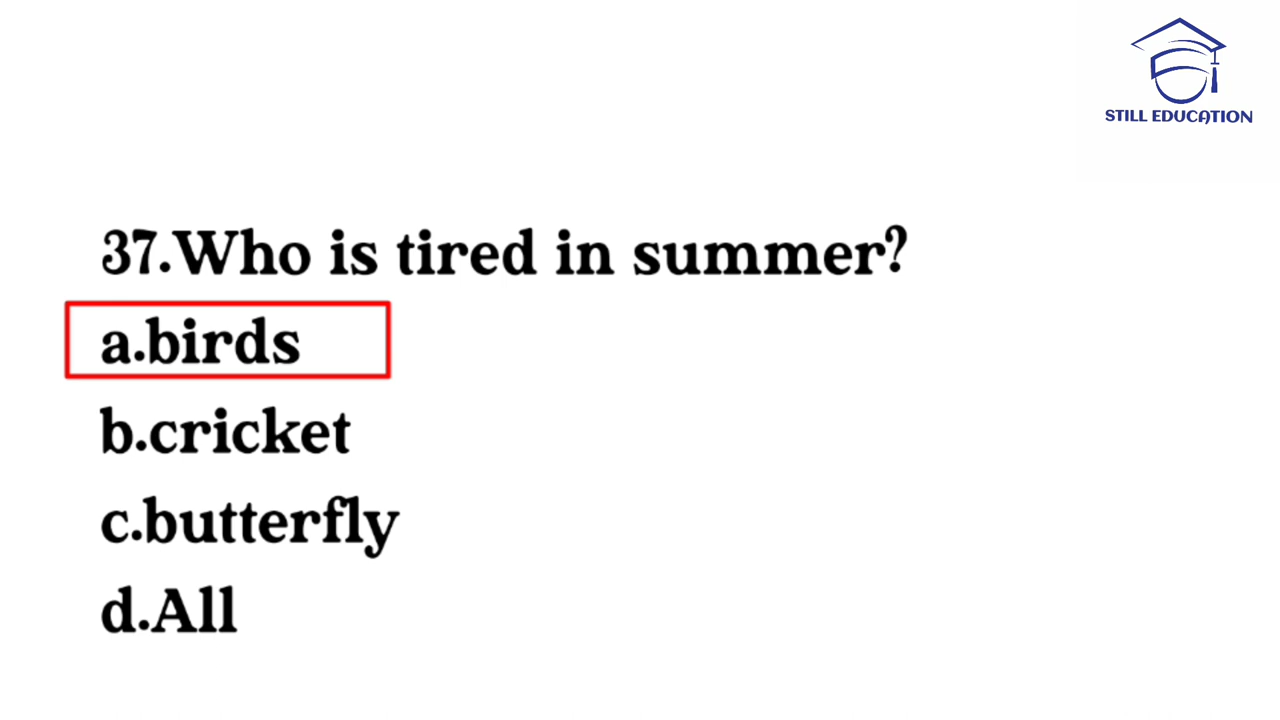 STILL EDUCATION
37.Who is tired in summer?
a.birds
b.cricket
c.butterfly
d.All